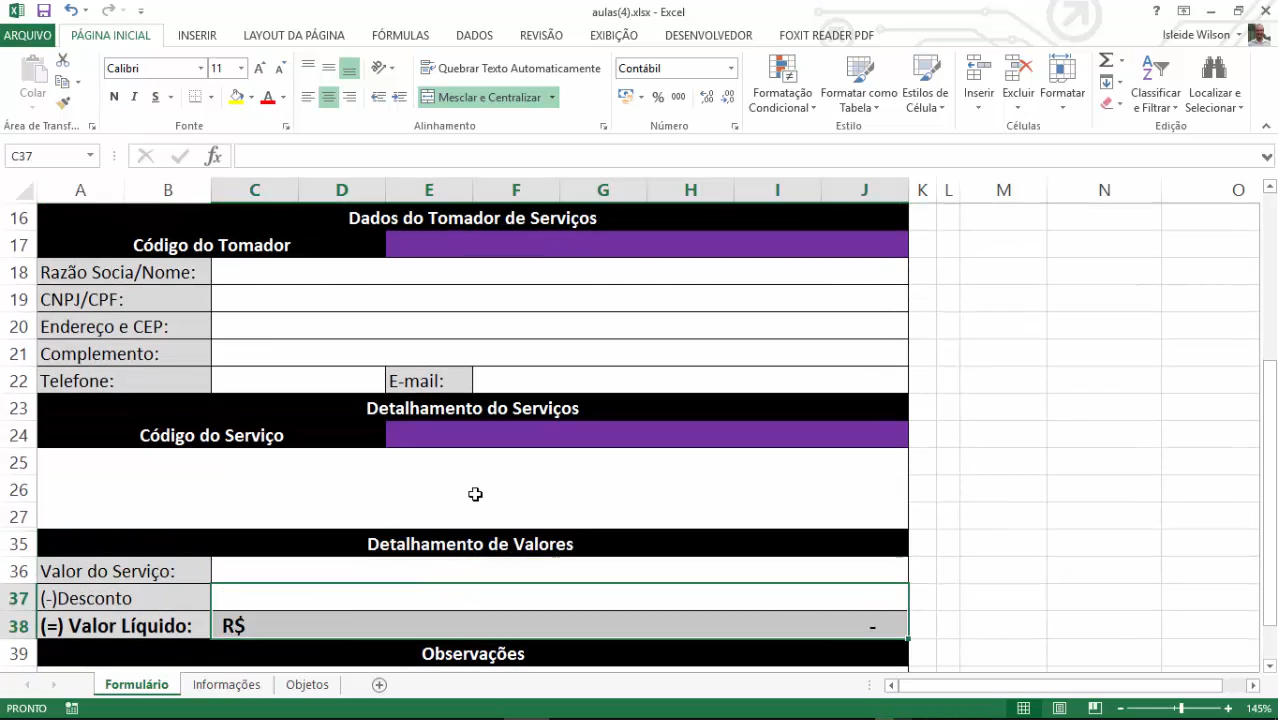 aulas(4).xlsx - Excel
?
ARQUIVO PÁGINA INICIAL INSERIR LAYOUT DA PÁGINA FÓRMULAS DADOS REVISÃO EXIBIÇÃO DESENVOLVEDOR FOXIT READER PDF Isleide Wilson
Colar
Calibri 11
N I S
Quebrar Texto Automaticamente
Mesclar e Centralizar
Contábil
% 000
Formatação Condicional
Formatar como Tabela
Estilos de Célula
Inserir
Excluir
Formatar
Classificar e Filtrar
Localizar e Selecionar
Área de Transf... Fonte Alinhamento Número Estilo Células Edição
C37 fx
A B C D E F G H I J K L M N O
16 Dados do Tomador de Serviços
17 Código do Tomador
18 Razão Socia/Nome:
19 CNPJ/CPF:
20 Endereço e CEP:
21 Complemento:
22 Telefone: E-mail:
23 Detalhamento do Serviços
24 Código do Serviço
25
26
27
35 Detalhamento de Valores
36 Valor do Serviço:
37 (-)Desconto
38 (=) Valor Líquido: R$ -
39 Observações
Formulário Informações Objetos
PRONTO 145%